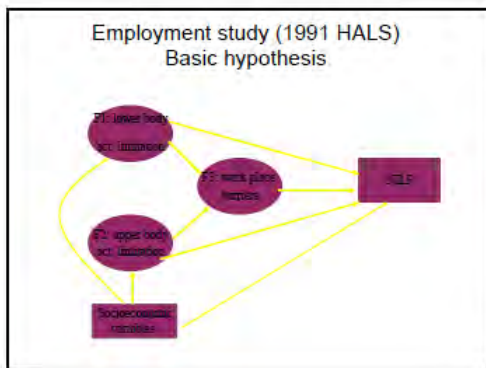 Employment study (1991 HALS)
Basic hypothesis
F1: lower body
act. limitation
F3: work place
barriers
NILF
F2: upper body
act. limitation
Socioeconomic
variables